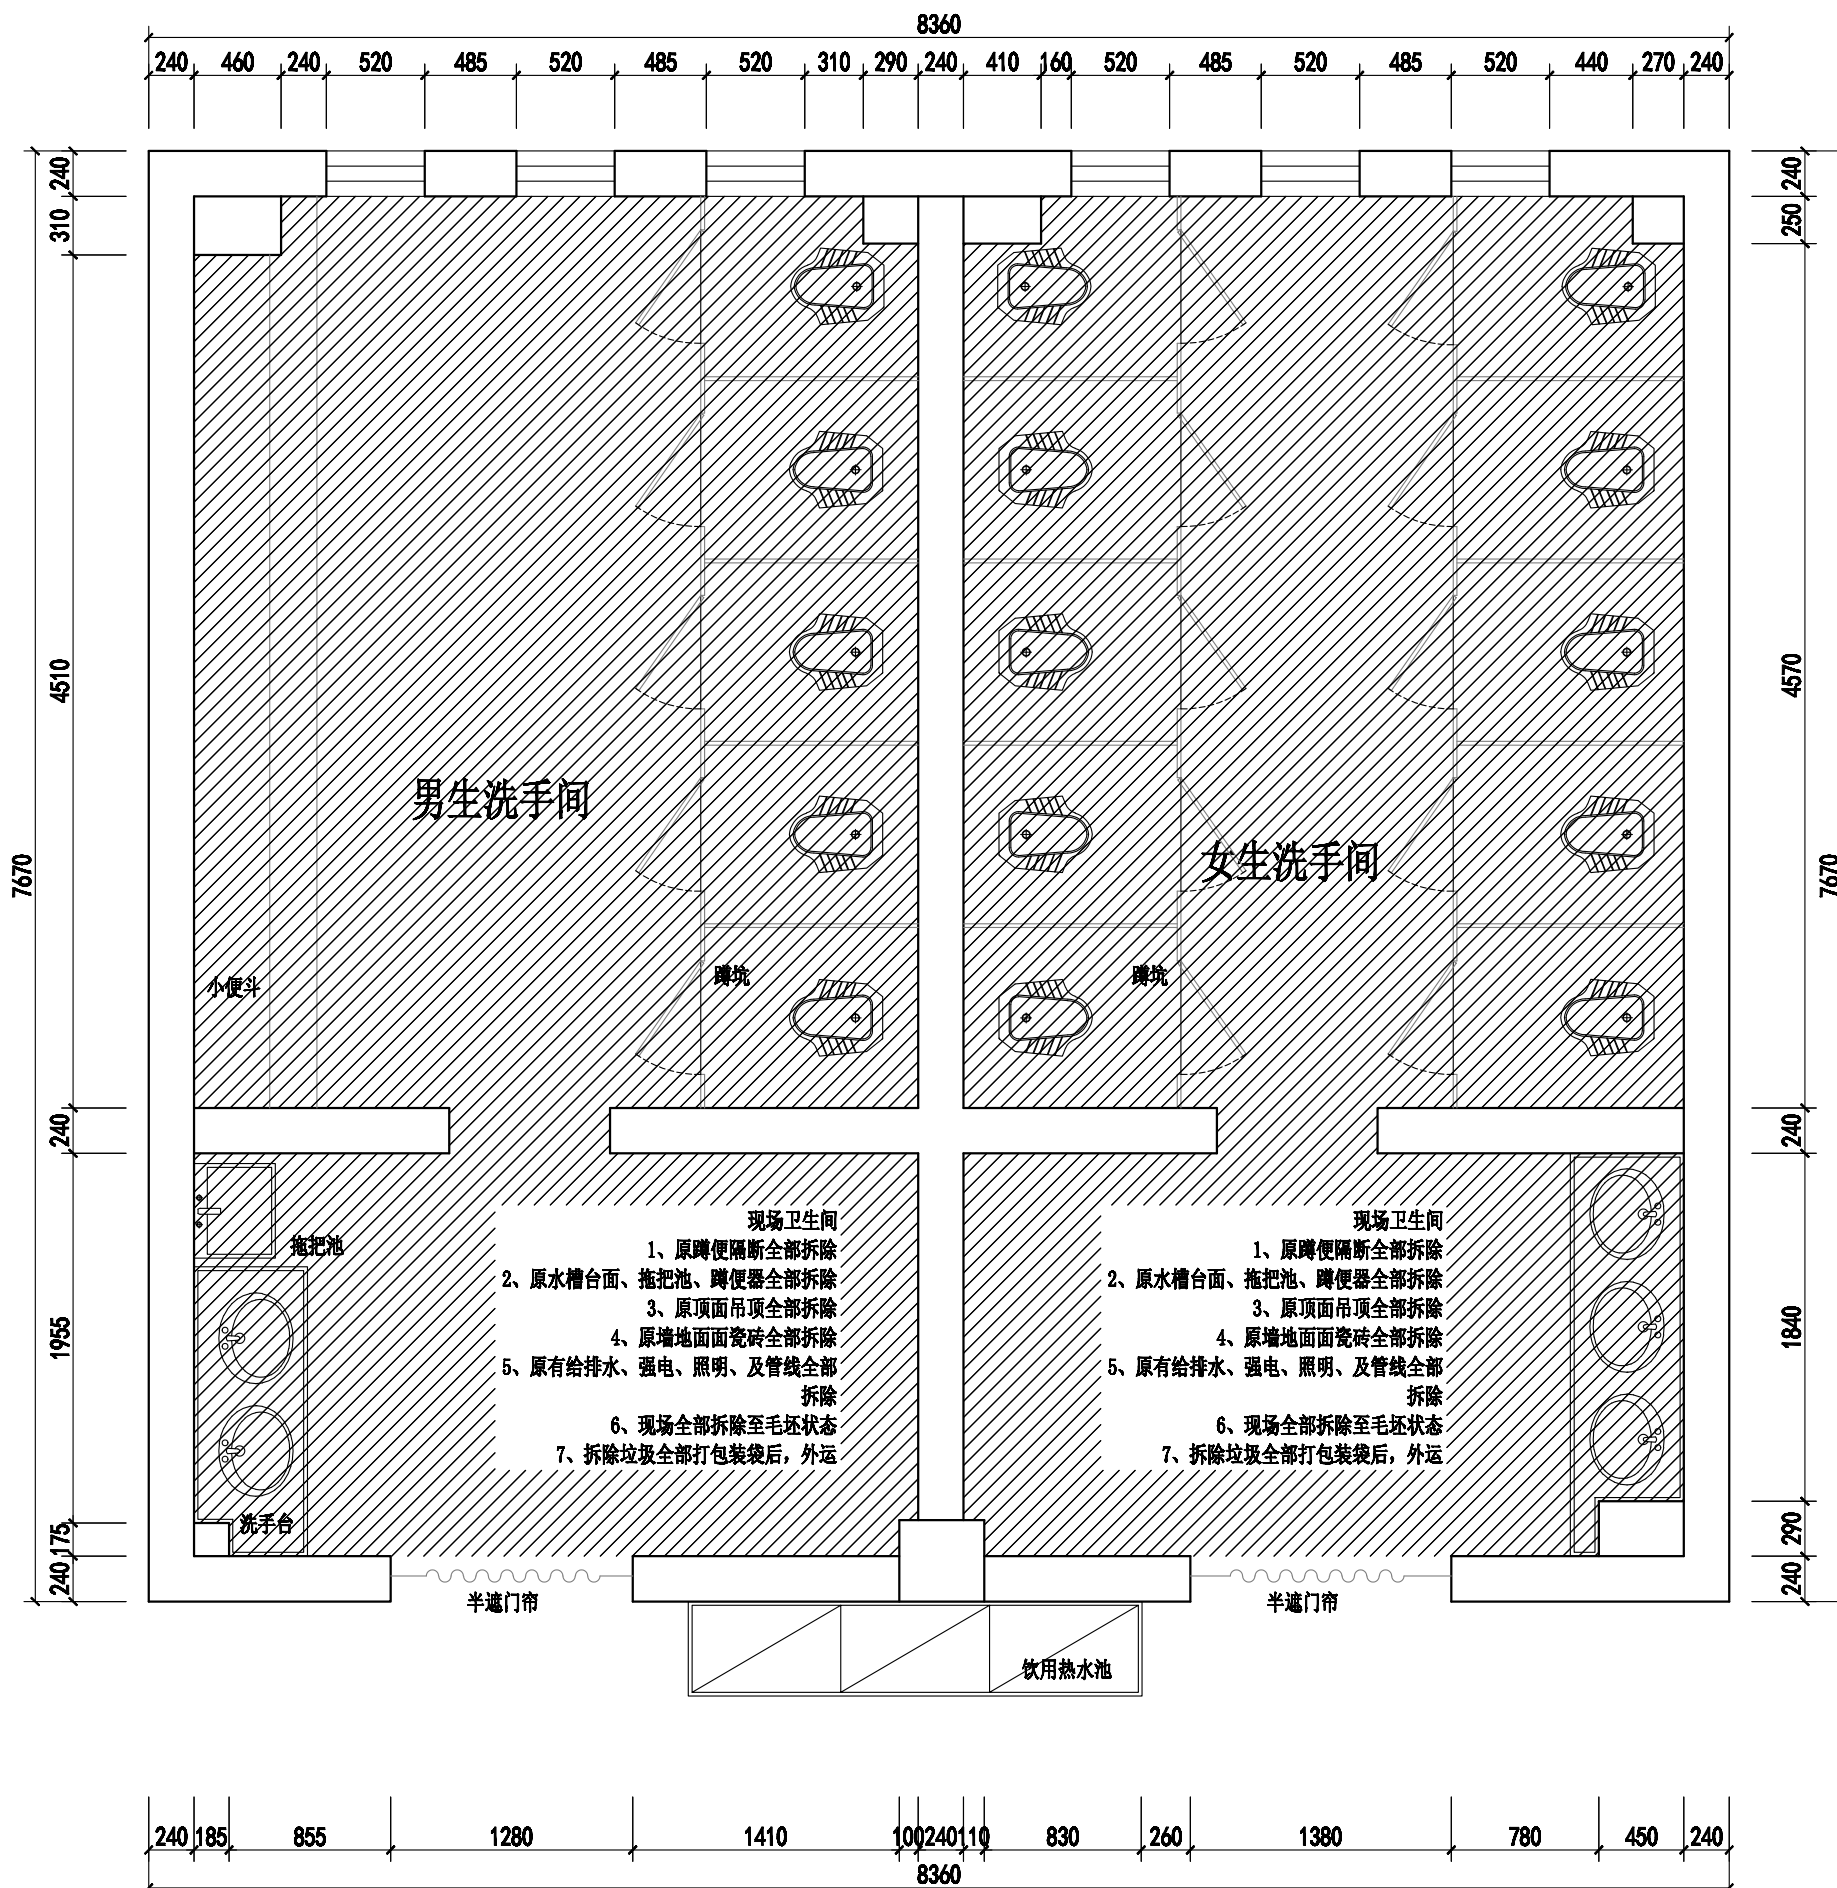 8360
240 460 240 520 485 520 485 520 310 290 240 410 160 520 485 520 485 520 440 270 240
240
310
4510
7670
240
1955
175
240
240
250
4570
7670
240
1840
290
240
男生洗手间
女生洗手间
小便斗
蹲坑
蹲坑
拖把池
洗手台
现场卫生间
1、原蹲便隔断全部拆除
2、原水槽台面、拖把池、蹲便器全部拆除
3、原顶面吊顶全部拆除
4、原墙地面面瓷砖全部拆除
5、原有给排水、强电、照明、及管线全部
拆除
6、现场全部拆除至毛坯状态
7、拆除垃圾全部打包装袋后，外运
现场卫生间
1、原蹲便隔断全部拆除
2、原水槽台面、拖把池、蹲便器全部拆除
3、原顶面吊顶全部拆除
4、原墙地面面瓷砖全部拆除
5、原有给排水、强电、照明、及管线全部
拆除
6、现场全部拆除至毛坯状态
7、拆除垃圾全部打包装袋后，外运
半遮门帘
半遮门帘
饮用热水池
240 185 855 1280 1410 100 240 110 830 260 1380 780 450 240
8360